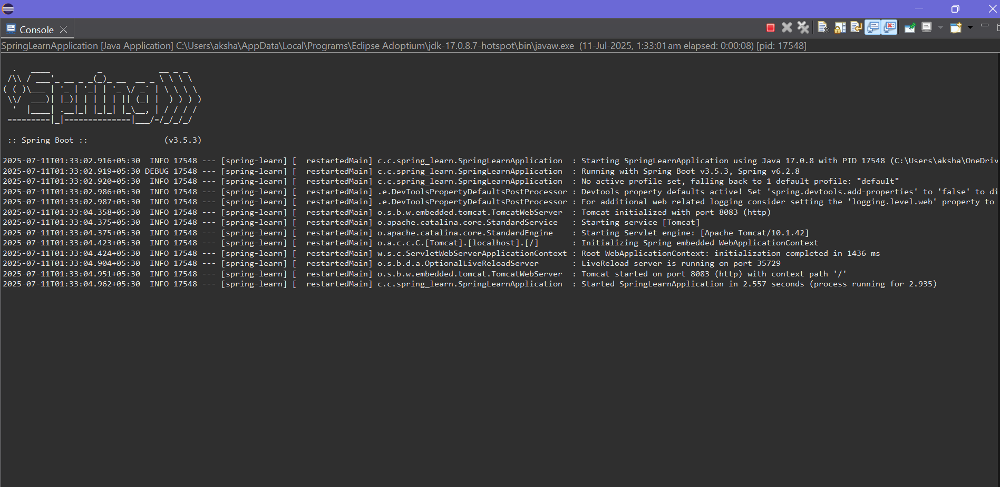 Console
SpringLearnApplication [Java Application] C:\Users\aksha\AppData\Local\Programs\Eclipse Adoptium\jdk-17.0.8.7-hotspot\bin\javaw.exe  (11-Jul-2025, 1:33:01 am elapsed: 0:00:08) [pid: 17548]
  .   ____          _            __ _ _
 /\\ / ___'_ __ _ _(_)_ __  __ _ \ \ \ \
( ( )\___ | '_ | '_| | '_ \/ _` | \ \ \ \
 \\/  ___)| |_)| | | | | || (_| |  ) ) ) )
  '  |____| .__|_| |_|_| |_\__, | / / / /
 =========|_|==============|___/=/_/_/_/
 :: Spring Boot ::                (v3.5.3)
2025-07-11T01:33:02.916+05:30  INFO 17548 --- [spring-learn] [  restartedMain] c.c.spring_learn.SpringLearnApplication  : Starting SpringLearnApplication using Java 17.0.8 with PID 17548 (C:\Users\aksha\OneDriv
2025-07-11T01:33:02.919+05:30 DEBUG 17548 --- [spring-learn] [  restartedMain] c.c.spring_learn.SpringLearnApplication  : Running with Spring Boot v3.5.3, Spring v6.2.8
2025-07-11T01:33:02.920+05:30  INFO 17548 --- [spring-learn] [  restartedMain] c.c.spring_learn.SpringLearnApplication  : No active profile set, falling back to 1 default profile: "default"
2025-07-11T01:33:02.986+05:30  INFO 17548 --- [spring-learn] [  restartedMain] .e.DevToolsPropertyDefaultsPostProcessor : Devtools property defaults active! Set 'spring.devtools.add-properties' to 'false' to di
2025-07-11T01:33:02.987+05:30  INFO 17548 --- [spring-learn] [  restartedMain] .e.DevToolsPropertyDefaultsPostProcessor : For additional web related logging consider setting the 'logging.level.web' property to
2025-07-11T01:33:04.358+05:30  INFO 17548 --- [spring-learn] [  restartedMain] o.s.b.w.embedded.tomcat.TomcatWebServer  : Tomcat initialized with port 8083 (http)
2025-07-11T01:33:04.375+05:30  INFO 17548 --- [spring-learn] [  restartedMain] o.apache.catalina.core.StandardService   : Starting service [Tomcat]
2025-07-11T01:33:04.375+05:30  INFO 17548 --- [spring-learn] [  restartedMain] o.apache.catalina.core.StandardEngine    : Starting Servlet engine: [Apache Tomcat/10.1.42]
2025-07-11T01:33:04.423+05:30  INFO 17548 --- [spring-learn] [  restartedMain] o.a.c.c.C.[Tomcat].[localhost].[/]       : Initializing Spring embedded WebApplicationContext
2025-07-11T01:33:04.424+05:30  INFO 17548 --- [spring-learn] [  restartedMain] w.s.c.ServletWebServerApplicationContext : Root WebApplicationContext: initialization completed in 1436 ms
2025-07-11T01:33:04.904+05:30  INFO 17548 --- [spring-learn] [  restartedMain] o.s.b.d.a.OptionalLiveReloadServer       : LiveReload server is running on port 35729
2025-07-11T01:33:04.951+05:30  INFO 17548 --- [spring-learn] [  restartedMain] o.s.b.w.embedded.tomcat.TomcatWebServer  : Tomcat started on port 8083 (http) with context path '/'
2025-07-11T01:33:04.962+05:30  INFO 17548 --- [spring-learn] [  restartedMain] c.c.spring_learn.SpringLearnApplication  : Started SpringLearnApplication in 2.557 seconds (process running for 2.935)